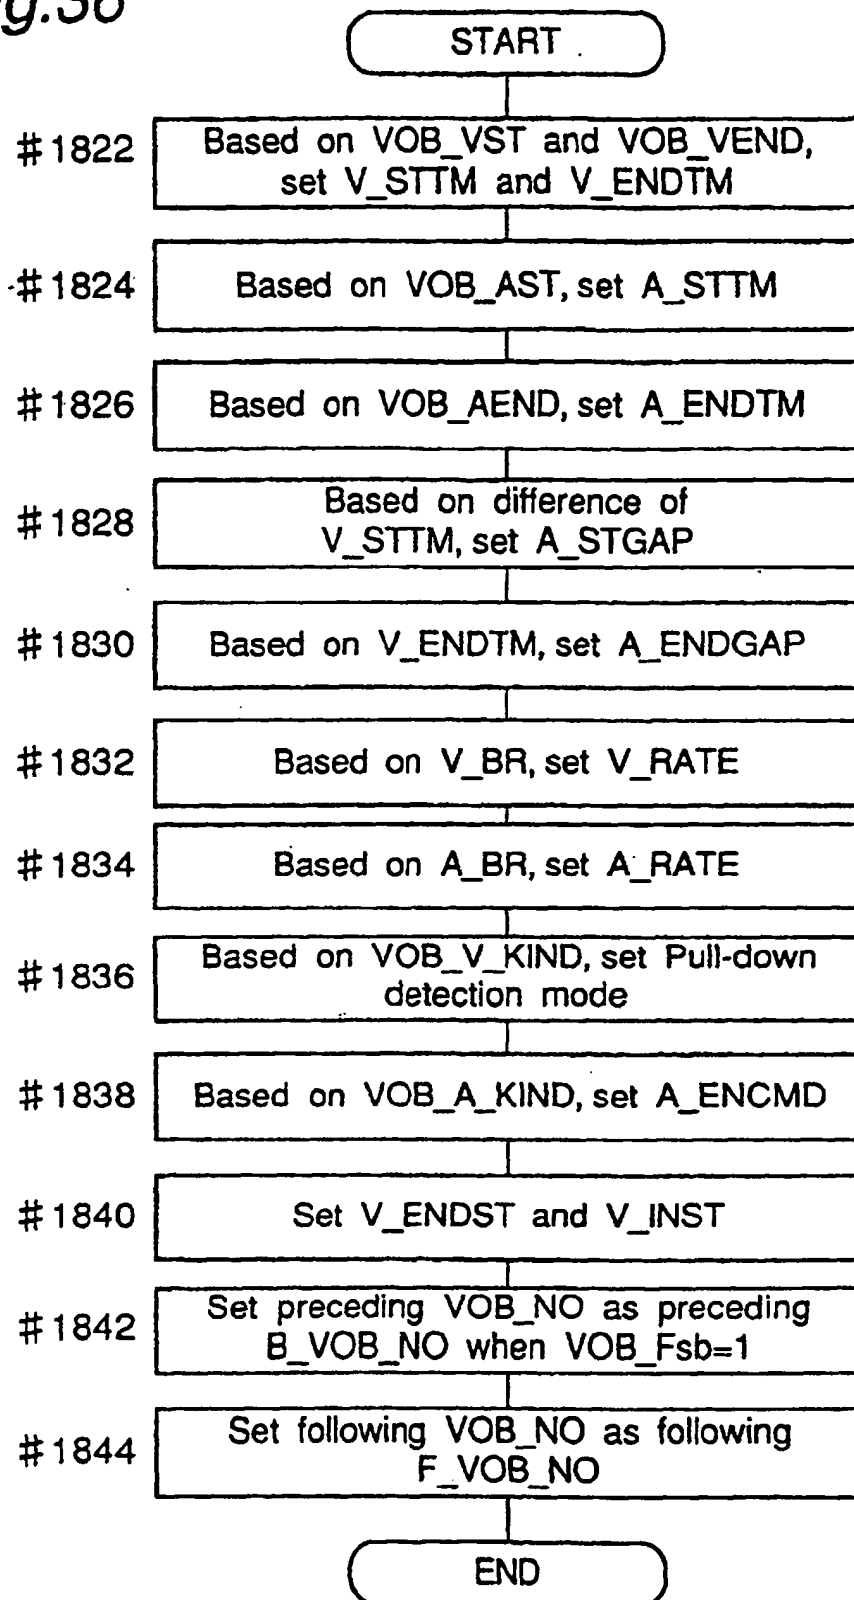 g.36
START
#1822
Based on VOB_VST and VOB_VEND,
set V_STTM and V_ENDTM
#1824
Based on VOB_AST, set A_STTM
#1826
Based on VOB_AEND, set A_ENDTM
#1828
Based on difference of
V_STTM, set A_STGAP
#1830
Based on V_ENDTM, set A_ENDGAP
#1832
Based on V_BR, set V_RATE
#1834
Based on A_BR, set A_RATE
#1836
Based on VOB_V_KIND, set Pull-down
detection mode
#1838
Based on VOB_A_KIND, set A_ENCMD
#1840
Set V_ENDST and V_INST
#1842
Set preceding VOB_NO as preceding
B_VOB_NO when VOB_Fsb=1
#1844
Set following VOB_NO as following
F_VOB_NO
END